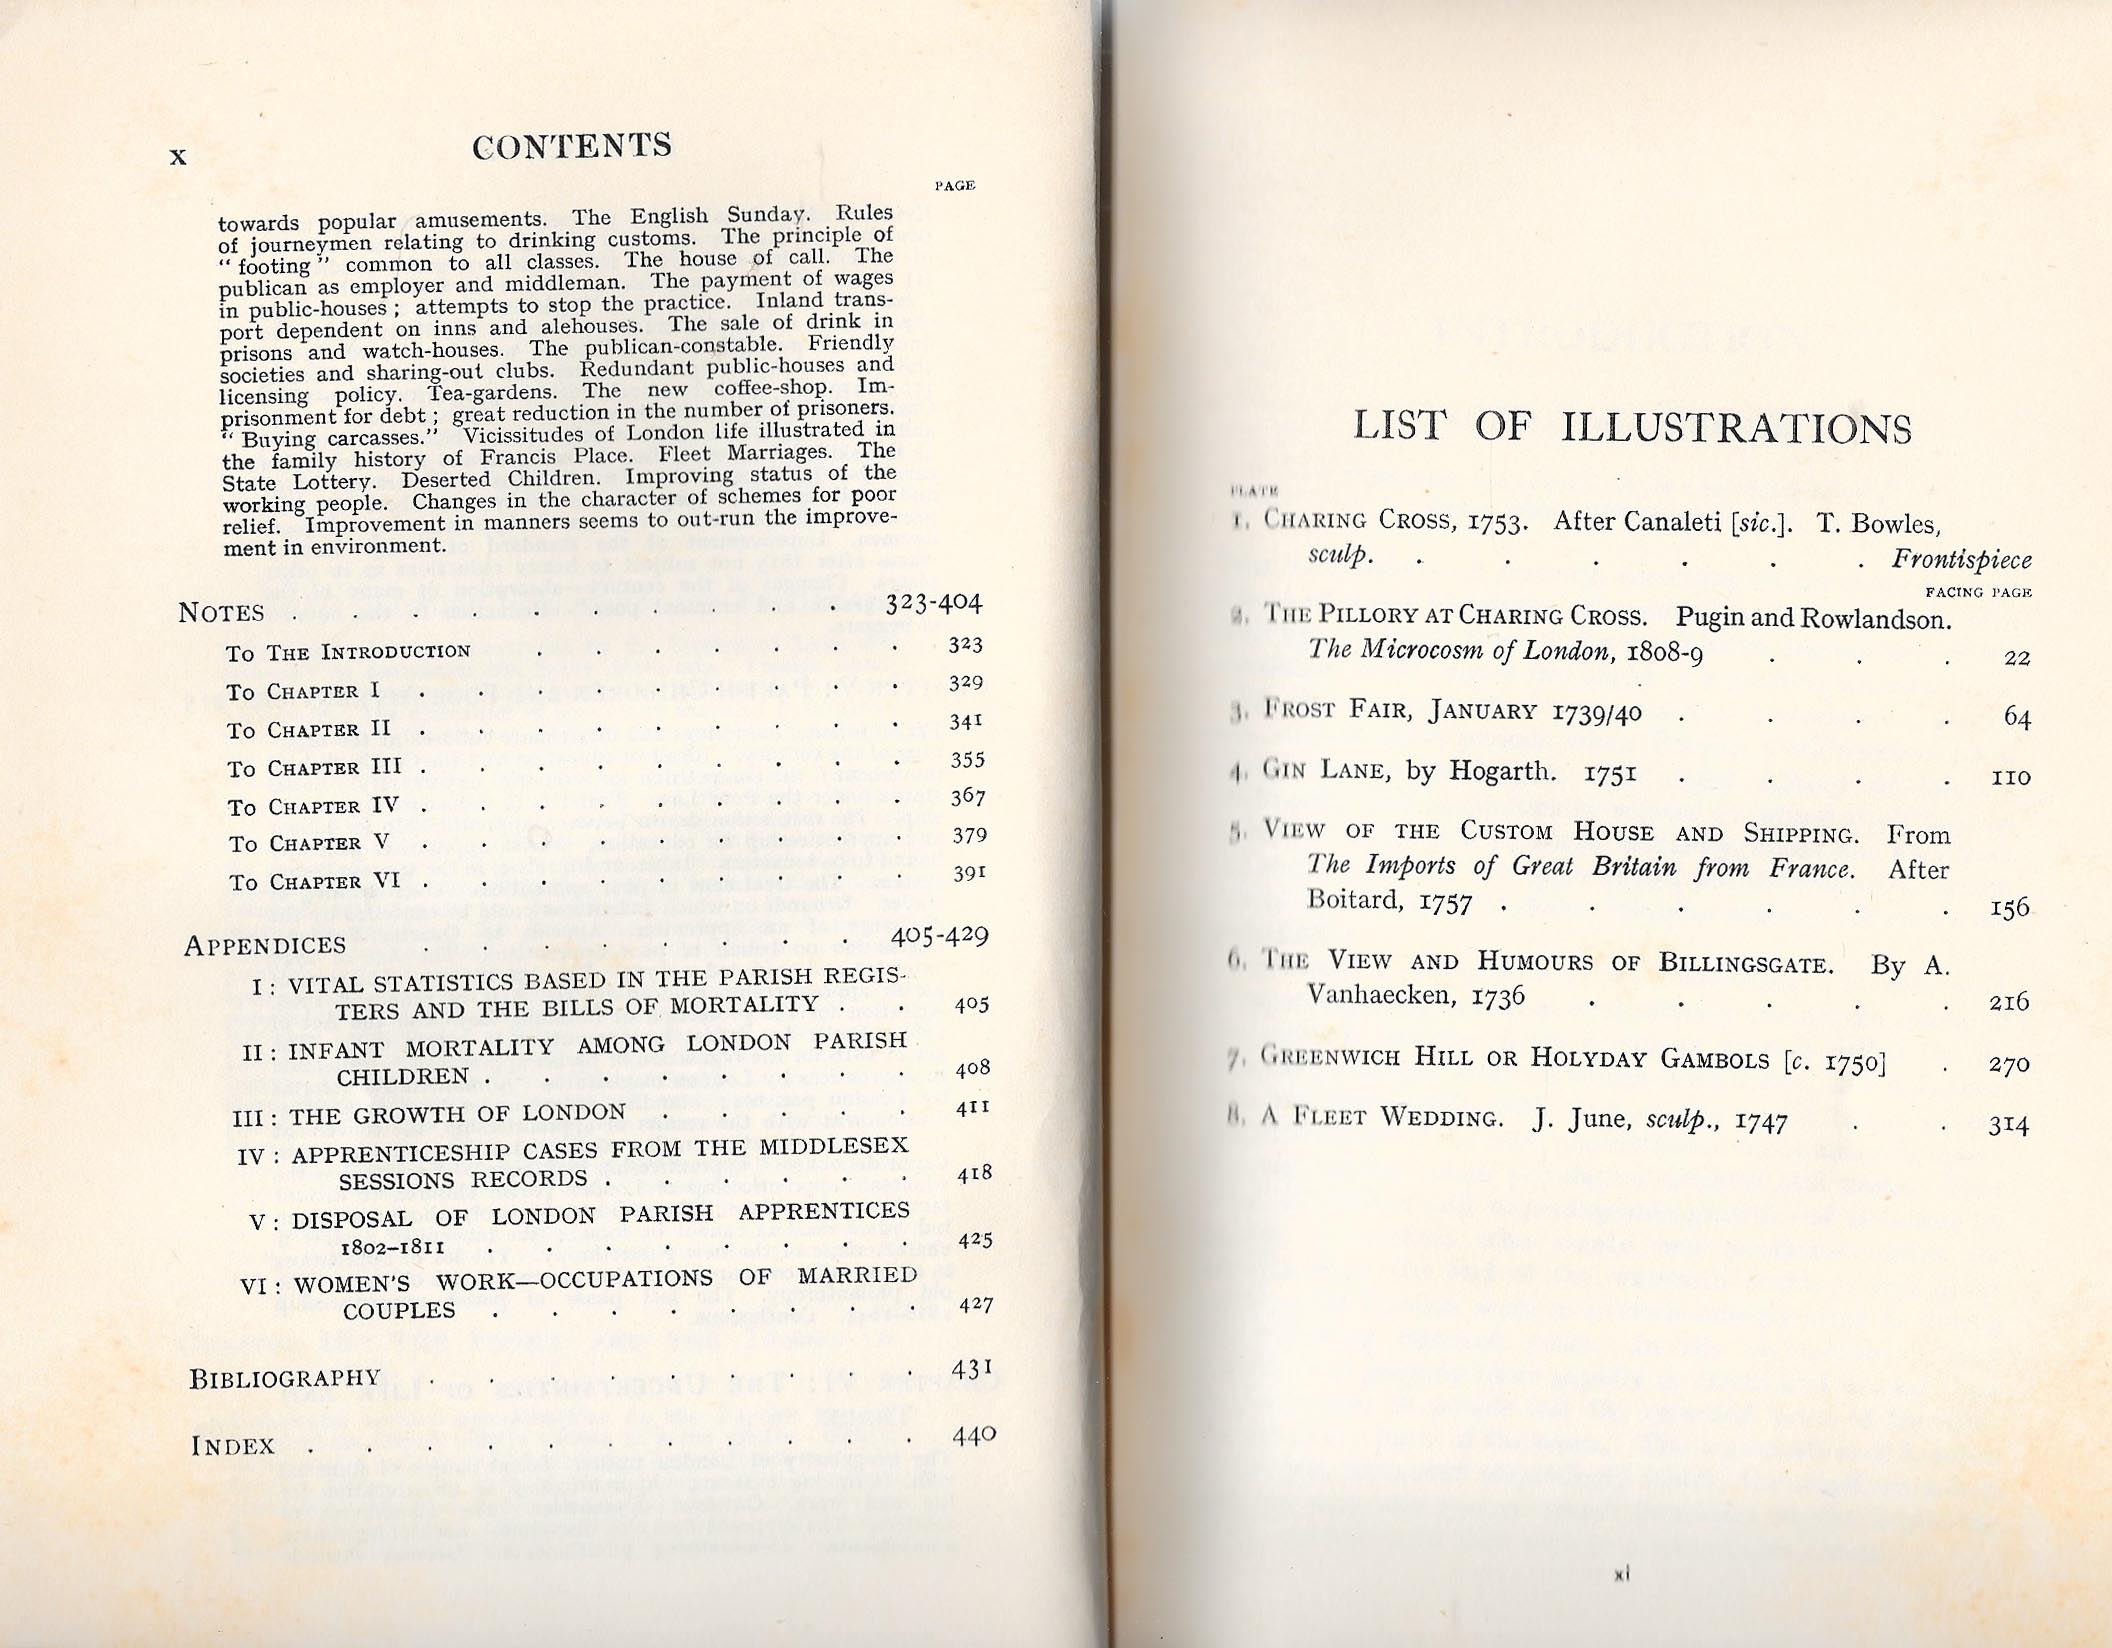 x
CONTENTS
PAGE
towards popular amusements. The English Sunday. Rules
of journeymen relating to drinking customs. The principle of
" footing " common to all classes. The house of call. The
publican as employer and middleman. The payment of wages
in public-houses ; attempts to stop the practice. Inland trans-
port dependent on inns and alehouses. The sale of drink in
prisons and watch-houses. The publican-constable. Friendly
societies and sharing-out clubs. Redundant public-houses and
licensing policy. Tea-gardens. The new coffee-shop. Im-
prisonment for debt ; great reduction in the number of prisoners.
" Buying carcasses." Vicissitudes of London life illustrated in
the family history of Francis Place. Fleet Marriages. The
State Lottery. Deserted Children. Improving status of the
working people. Changes in the character of schemes for poor
relief. Improvement in manners seems to out-run the improve-
ment in environment.
NOTES . . . . . . . . . . 323-404
TO THE INTRODUCTION . . . . . . . 323
TO CHAPTER I . . . . . . . . . 329
TO CHAPTER II . . . . . . . . . 341
TO CHAPTER III . . . . . . . . . 355
TO CHAPTER IV . . . . . . . . . 367
TO CHAPTER V . . . . . . . . . 379
TO CHAPTER VI . . . . . . . . . 391
APPENDICES . . . . . . . . 405-429
I : VITAL STATISTICS BASED IN THE PARISH REGIS-
TERS AND THE BILLS OF MORTALITY . . 405
II : INFANT MORTALITY AMONG LONDON PARISH
CHILDREN . . . . . . . . 408
III : THE GROWTH OF LONDON . . . . . 411
IV : APPRENTICESHIP CASES FROM THE MIDDLESEX
SESSIONS RECORDS . . . . . . 418
V : DISPOSAL OF LONDON PARISH APPRENTICES
1802–1811 . . . . . . . . 425
VI : WOMEN'S WORK—OCCUPATIONS OF MARRIED
COUPLES . . . . . . . . 427
BIBLIOGRAPHY . . . . . . . . . 431
INDEX . . . . . . . . . . . 440
LIST OF ILLUSTRATIONS
PLATE
1. CHARING CROSS, 1753. After Canaleti [sic.]. T. Bowles,
sculp. . . . . . . Frontispiece
FACING PAGE
2. THE PILLORY AT CHARING CROSS. Pugin and Rowlandson.
The Microcosm of London, 1808-9 . . . 22
3. FROST FAIR, JANUARY 1739/40 . . . . 64
4. GIN LANE, by Hogarth. 1751 . . . . 110
5. VIEW OF THE CUSTOM HOUSE AND SHIPPING. From
The Imports of Great Britain from France. After
Boitard, 1757 . . . . . . 156
6. THE VIEW AND HUMOURS OF BILLINGSGATE. By A.
Vanhaecken, 1736 . . . . . 216
7. GREENWICH HILL OR HOLYDAY GAMBOLS [c. 1750] . 270
8. A FLEET WEDDING. J. June, sculp., 1747 . . 314
xi